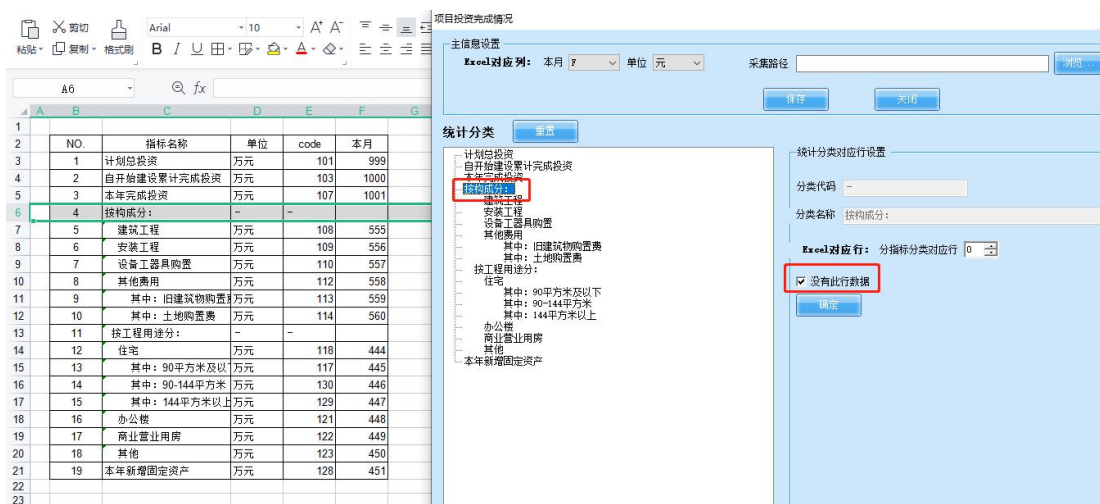 剪切 Arial 10 A⁺ A⁻
粘贴 复制 格式刷 B I U A
A6 fx
A B C D E F G
1
2 NO. 指标名称 单位 code 本月
3 1 计划总投资 万元 101 999
4 2 自开始建设累计完成投资 万元 103 1000
5 3 本年完成投资 万元 107 1001
6 4 按构成分: - -
7 5 建筑工程 万元 108 555
8 6 安装工程 万元 109 556
9 7 设备工器具购置 万元 110 557
10 8 其他费用 万元 112 558
11 9 其中: 旧建筑物购置 万元 113 559
12 10 其中: 土地购置费 万元 114 560
13 11 按工程用途分: - -
14 12 住宅 万元 118 444
15 13 其中: 90平方米及以 万元 117 445
16 14 其中: 90-144平方米 万元 130 446
17 15 其中: 144平方米以上 万元 129 447
18 16 办公楼 万元 121 448
19 17 商业营业用房 万元 122 449
20 18 其他 万元 123 450
21 19 本年新增固定资产 万元 128 451
22
23
项目投资完成情况
主信息设置
Excel对应列: 本月 F 单位 元 采集路径 浏览...
保存 关闭
统计分类 重置
计划总投资
自开始建设累计完成投资
本年完成投资
按构成分:
建筑工程
安装工程
设备工器具购置
其他费用
其中: 旧建筑物购置费
其中: 土地购置费
按工程用途分:
住宅
其中: 90平方米及以下
其中: 90-144平方米
其中: 144平方米以上
办公楼
商业营业用房
其他
本年新增固定资产
统计分类对应行设置
分类代码 -
分类名称 按构成分:
Excel对应行: 分指标分类对应行 0
没有此行数据
确定